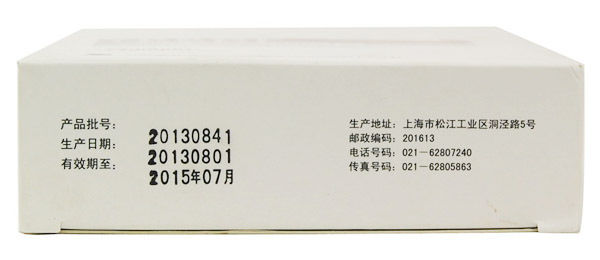 产品批号: 20130841
生产日期: 20130801
有效期至: 2015年07月
生产地址: 上海市松江工业区洞泾路5号
邮政编码: 201613
电话号码: 021-62807240
传真号码: 021-62805863